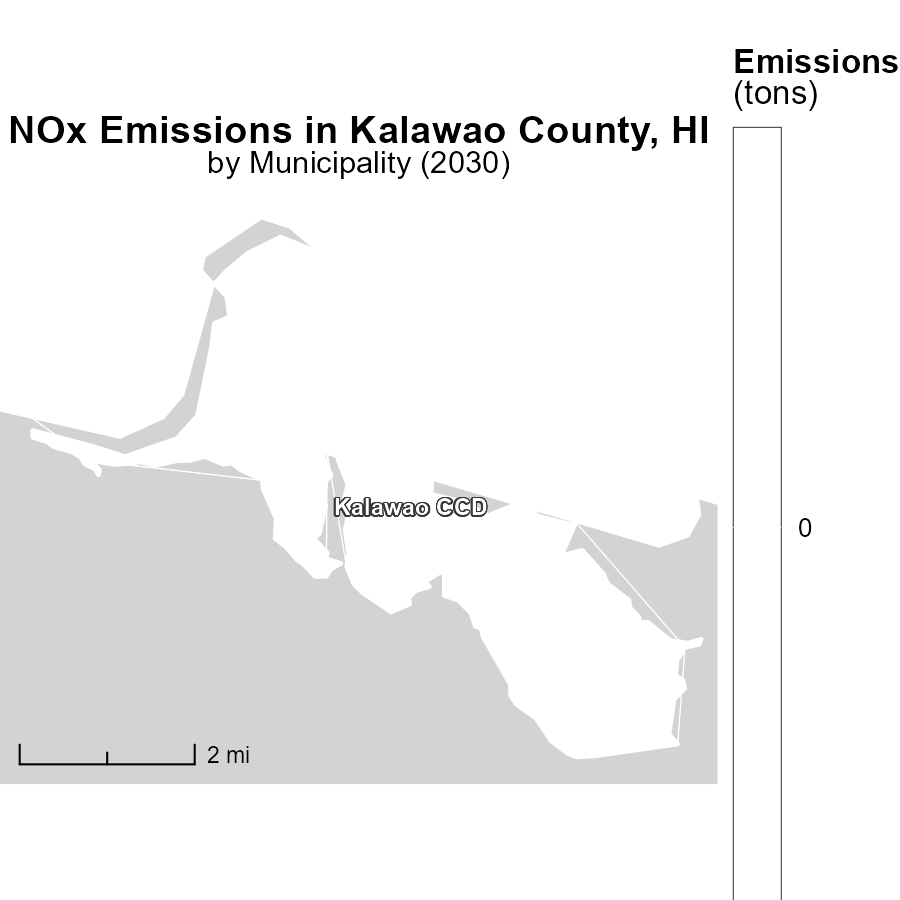 Emissions
(tons)
NOx Emissions in Kalawao County, HI
by Municipality (2030)
Kalawao CCD
0
2 mi